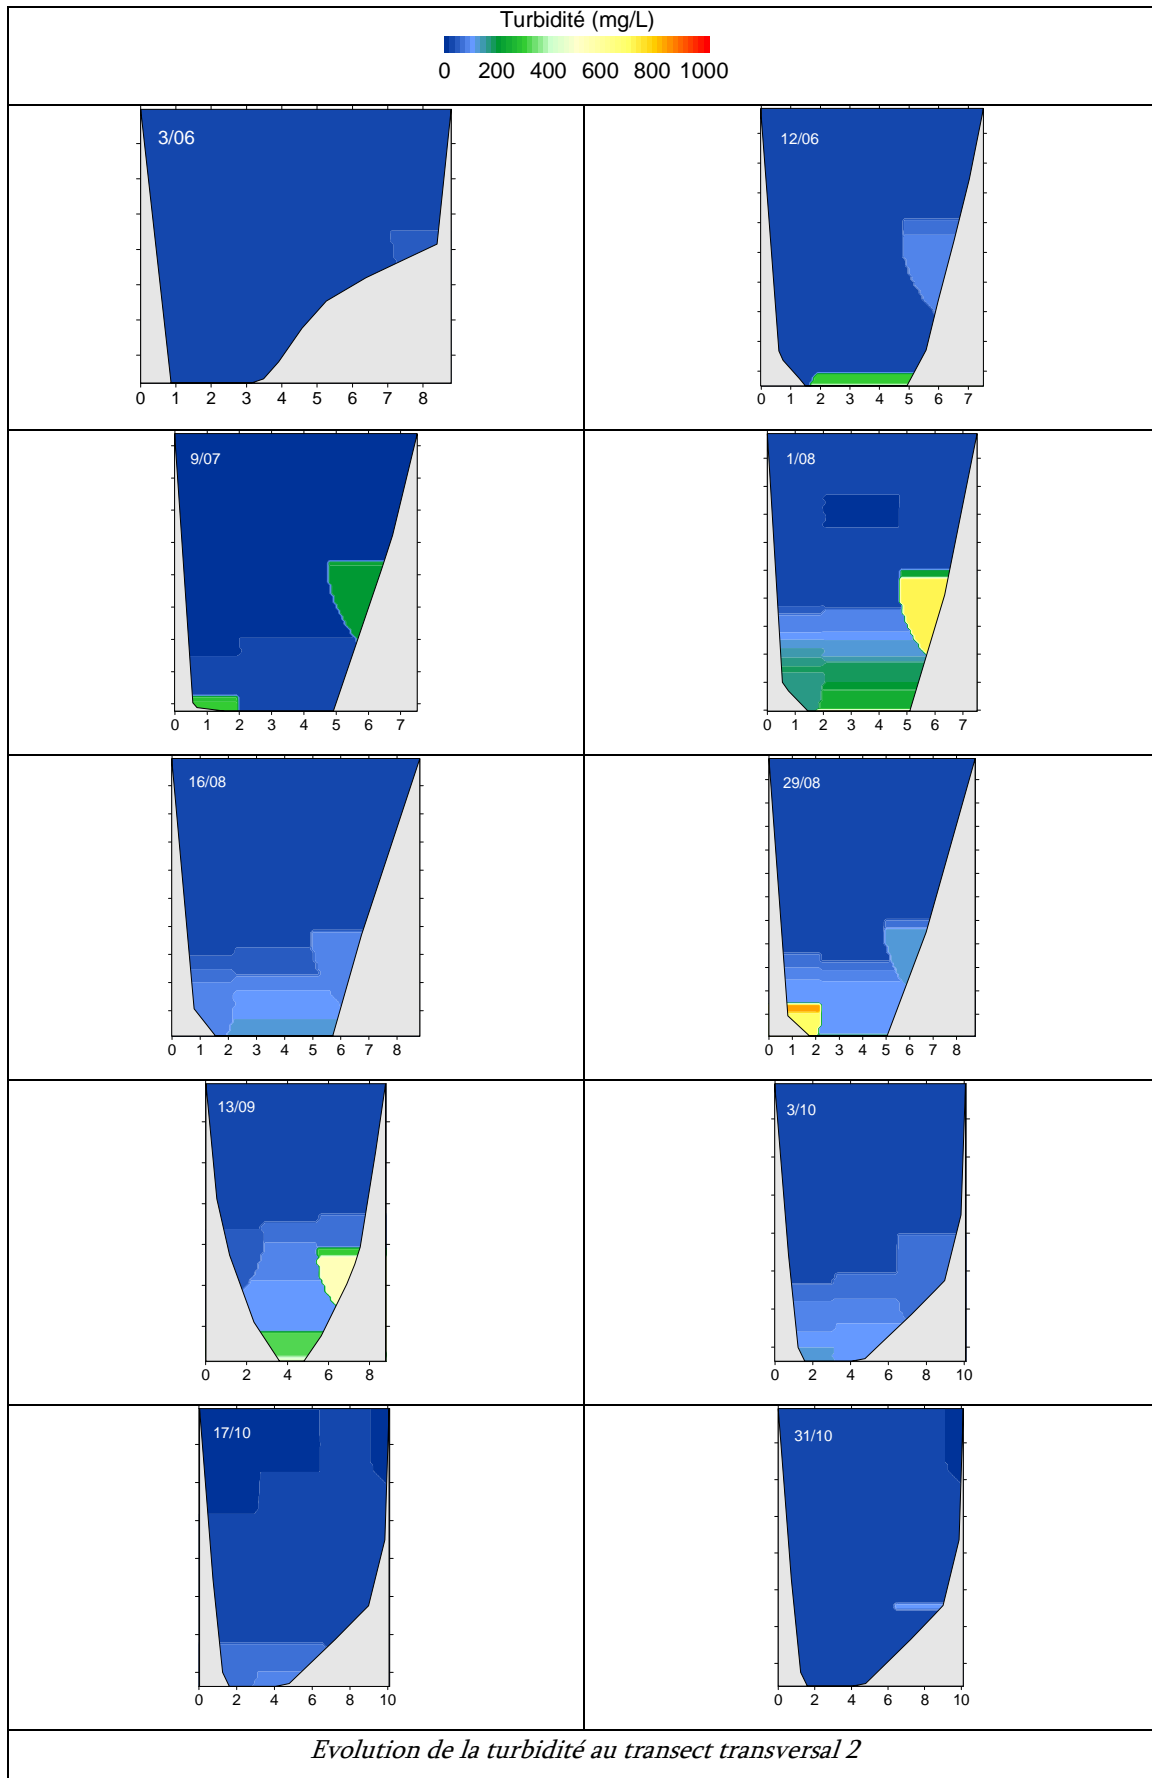 Turbidité (mg/L)
0 200 400 600 800 1000
3/06
0 1 2 3 4 5 6 7 8
12/06
0 1 2 3 4 5 6 7
9/07
0 1 2 3 4 5 6 7
1/08
0 1 2 3 4 5 6 7
16/08
0 1 2 3 4 5 6 7 8
29/08
0 1 2 3 4 5 6 7 8
13/09
0 2 4 6 8
3/10
0 2 4 6 8 10
17/10
0 2 4 6 8 10
31/10
0 2 4 6 8 10
Evolution de la turbidité au transect transversal 2